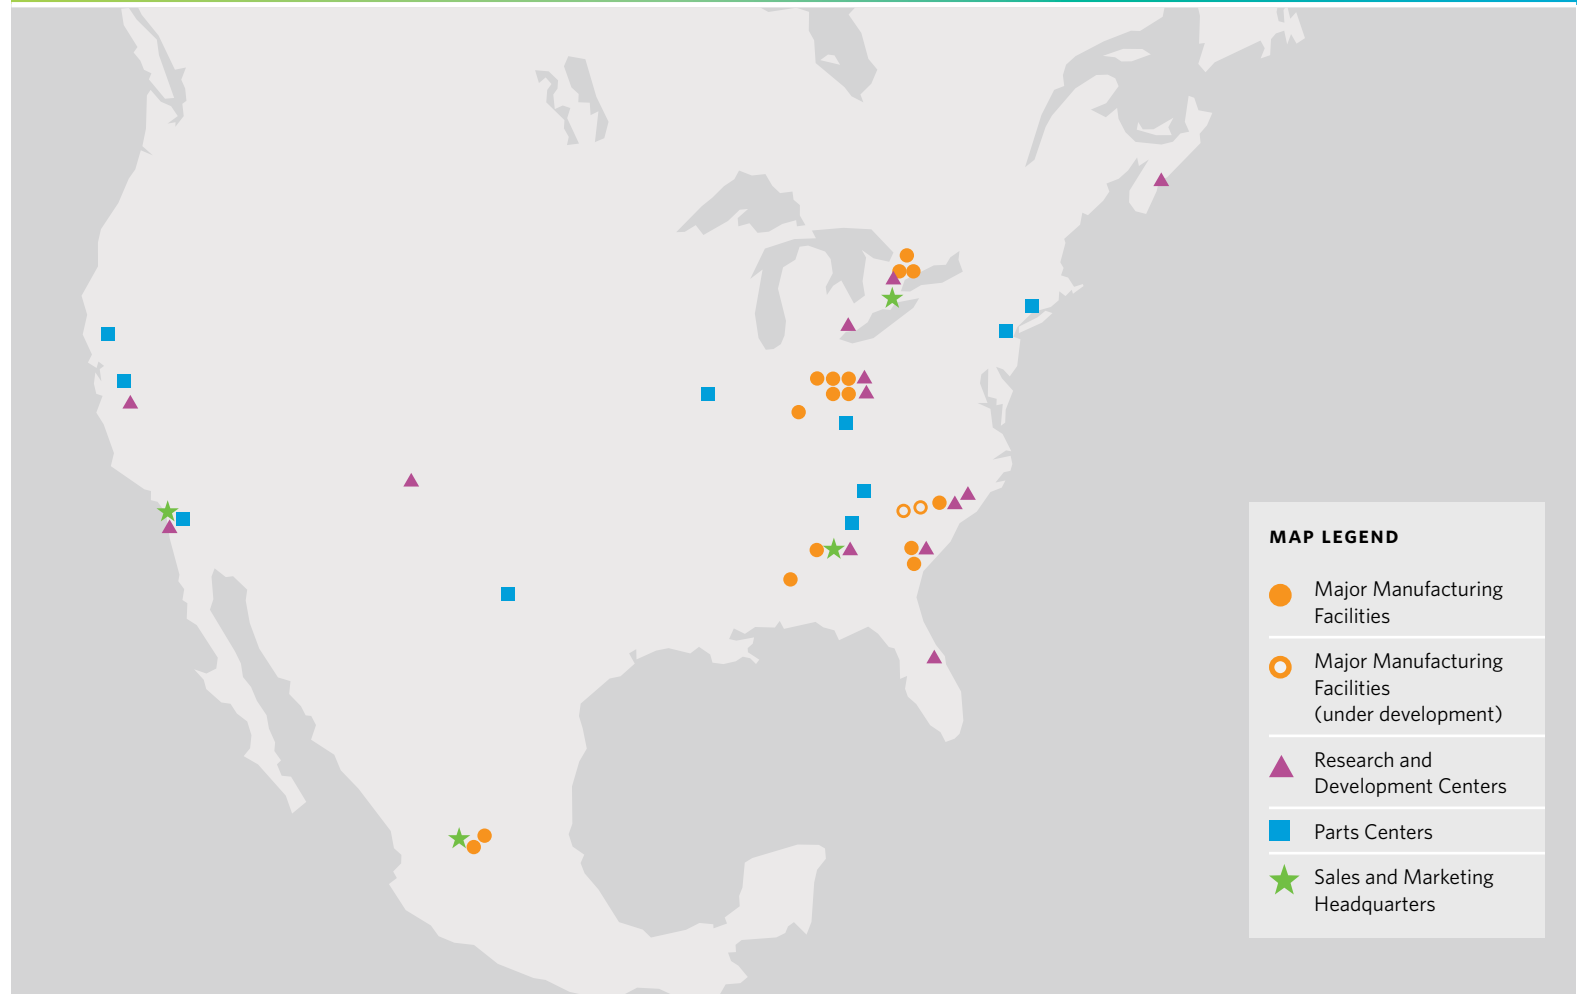 MAP LEGEND
Major Manufacturing
Facilities
Major Manufacturing
Facilities
(under development)
Research and
Development Centers
Parts Centers
Sales and Marketing
Headquarters